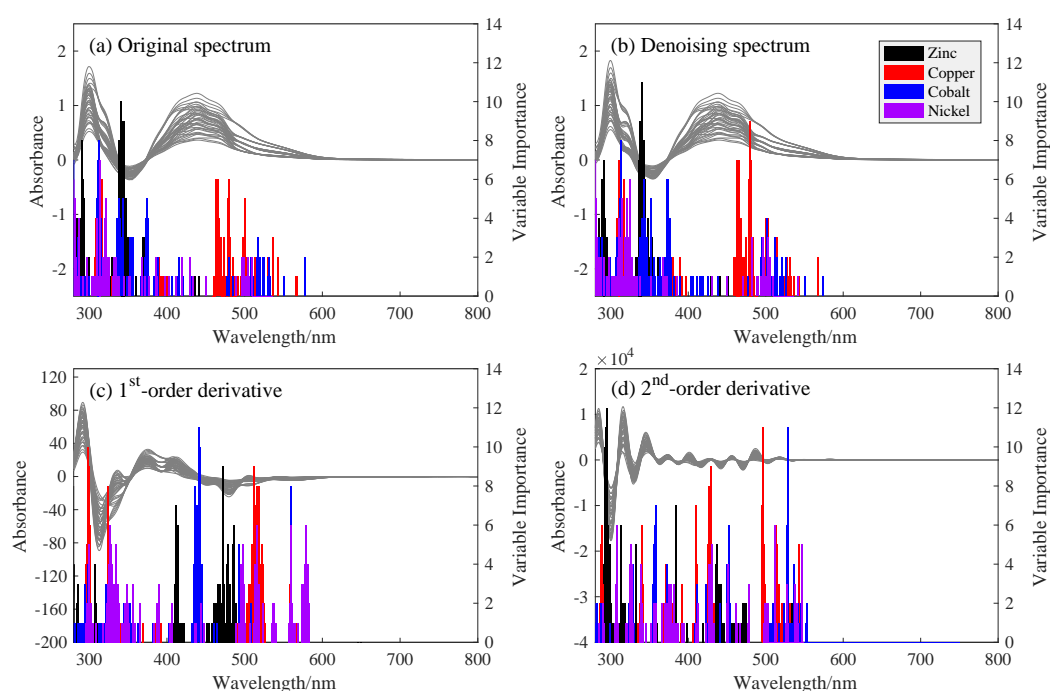 (a) Original spectrum
2
1
0
-1
-2
Absorbance
14
12
10
8
6
4
2
0
Variable Importance
300 400 500 600 700 800
Wavelength/nm
(b) Denoising spectrum
Zinc
Copper
Cobalt
Nickel
2
1
0
-1
-2
Absorbance
14
12
10
8
6
4
2
0
Variable Importance
300 400 500 600 700 800
Wavelength/nm
(c) 1st-order derivative
120
80
40
0
-40
-80
-120
-160
-200
Absorbance
14
12
10
8
6
4
2
0
Variable Importance
300 400 500 600 700 800
Wavelength/nm
×10^4
(d) 2nd-order derivative
2
1
0
-1
-2
-3
-4
Absorbance
14
12
10
8
6
4
2
0
Variable Importance
300 400 500 600 700 800
Wavelength/nm